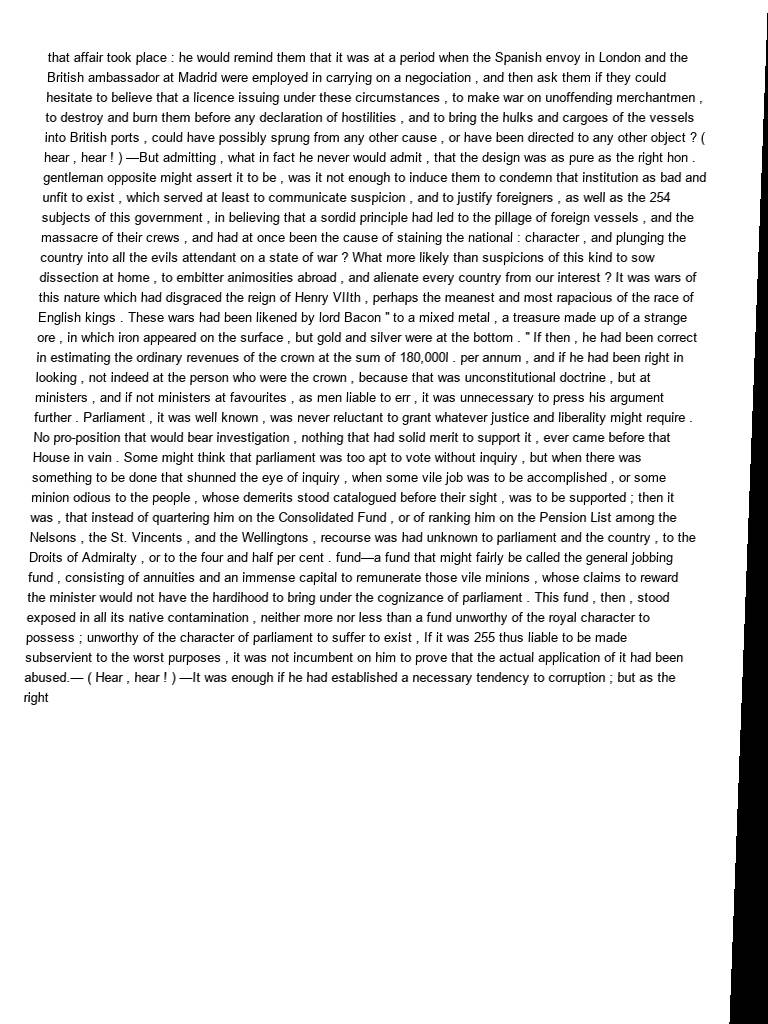 that affair took place : he would remind them that it was at a period when the Spanish envoy in London and the
British ambassador at Madrid were employed in carrying on a negociation , and then ask them if they could
hesitate to believe that a licence issuing under these circumstances , to make war on unoffending merchantmen ,
to destroy and burn them before any declaration of hostilities , and to bring the hulks and cargoes of the vessels
into British ports , could have possibly sprung from any other cause , or have been directed to any other object ? (
hear , hear ! ) —But admitting , what in fact he never would admit , that the design was as pure as the right hon .
gentleman opposite might assert it to be , was it not enough to induce them to condemn that institution as bad and
unfit to exist , which served at least to communicate suspicion , and to justify foreigners , as well as the 254
subjects of this government , in believing that a sordid principle had led to the pillage of foreign vessels , and the
massacre of their crews , and had at once been the cause of staining the national : character , and plunging the
country into all the evils attendant on a state of war ? What more likely than suspicions of this kind to sow
dissection at home , to embitter animosities abroad , and alienate every country from our interest ? It was wars of
this nature which had disgraced the reign of Henry VIIth , perhaps the meanest and most rapacious of the race of
English kings . These wars had been likened by lord Bacon " to a mixed metal , a treasure made up of a strange
ore , in which iron appeared on the surface , but gold and silver were at the bottom . " If then , he had been correct
in estimating the ordinary revenues of the crown at the sum of 180,000l . per annum , and if he had been right in
looking , not indeed at the person who were the crown , because that was unconstitutional doctrine , but at
ministers , and if not ministers at favourites , as men liable to err , it was unnecessary to press his argument
further . Parliament , it was well known , was never reluctant to grant whatever justice and liberality might require .
No pro-position that would bear investigation , nothing that had solid merit to support it , ever came before that
House in vain . Some might think that parliament was too apt to vote without inquiry , but when there was
something to be done that shunned the eye of inquiry , when some vile job was to be accomplished , or some
minion odious to the people , whose demerits stood catalogued before their sight , was to be supported ; then it
was , that instead of quartering him on the Consolidated Fund , or of ranking him on the Pension List among the
Nelsons , the St. Vincents , and the Wellingtons , recourse was had unknown to parliament and the country , to the
Droits of Admiralty , or to the four and half per cent . fund—a fund that might fairly be called the general jobbing
fund , consisting of annuities and an immense capital to remunerate those vile minions , whose claims to reward
the minister would not have the hardihood to bring under the cognizance of parliament . This fund , then , stood
exposed in all its native contamination , neither more nor less than a fund unworthy of the royal character to
possess ; unworthy of the character of parliament to suffer to exist , If it was 255 thus liable to be made
subservient to the worst purposes , it was not incumbent on him to prove that the actual application of it had been
abused.— ( Hear , hear ! ) —It was enough if he had established a necessary tendency to corruption ; but as the
right